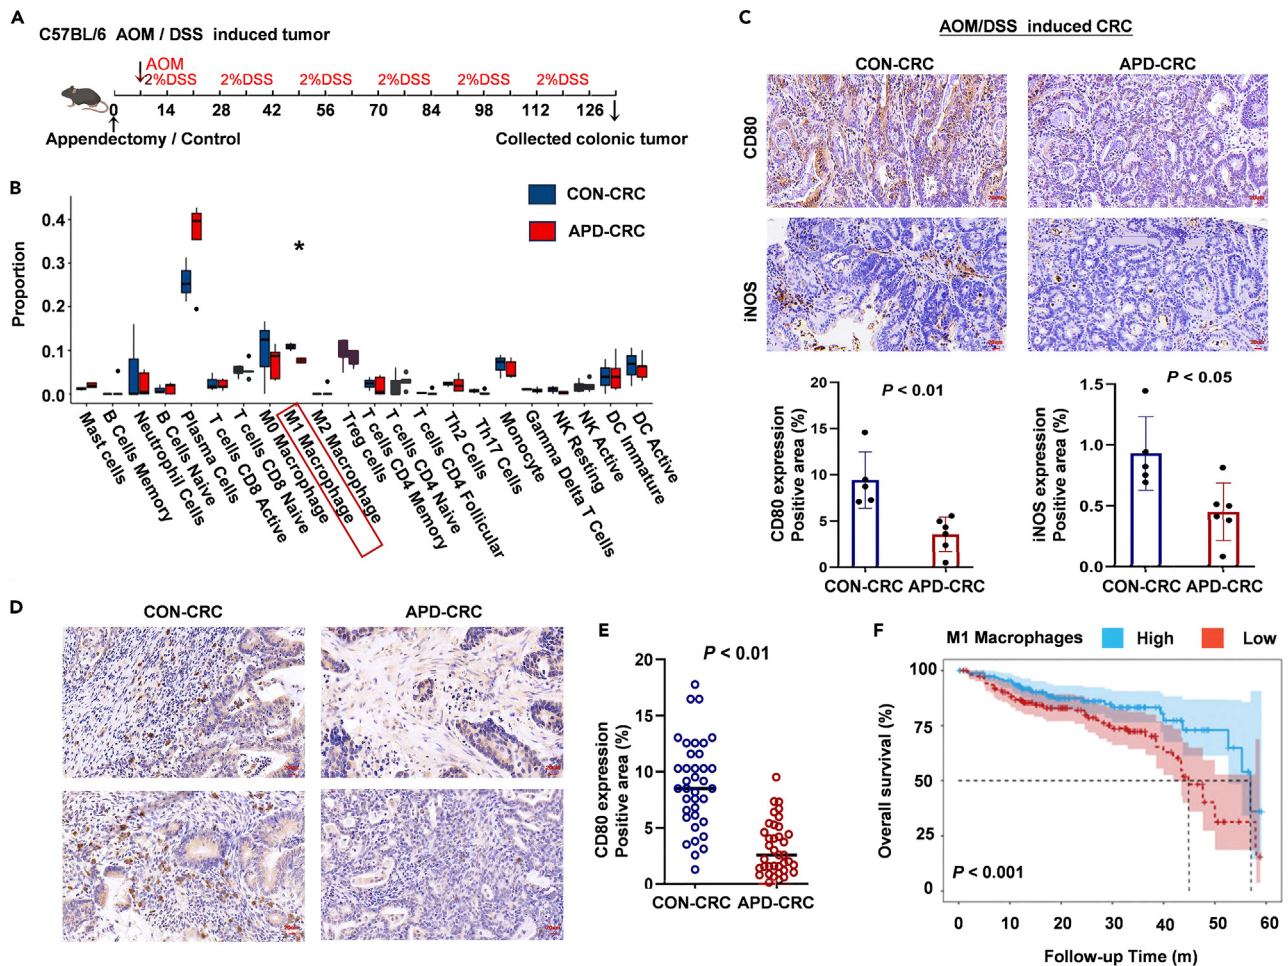 A
C57BL/6 AOM / DSS induced tumor
AOM
2%DSS 2%DSS 2%DSS 2%DSS 2%DSS 2%DSS
0 14 28 42 56 70 84 98 112 126
Appendectomy / Control
Collected colonic tumor
B
CON-CRC
APD-CRC
Proportion
0.4
0.3
0.2
0.1
0.0
*
Mast cells
B Cells Memory
Neutrophil Cells
B Cells Naive
Plasma Cells
T cells CD8 Active
T cells CD8 Naive
M0 Macrophage
M1 Macrophage
M2 Macrophage
Treg cells
T cells CD4 Memory
T cells CD4 Naive
T cells CD4 Follicular
Th2 Cells
Th17 Cells
Monocyte
Gamma Delta T Cells
NK Resting
NK Active
DC Immature
DC Active
C
AOM/DSS induced CRC
CON-CRC APD-CRC
CD80
iNOS
CD80 expression
Positive area (%)
P < 0.01
20
15
10
5
0
CON-CRC APD-CRC
iNOS expression
Positive area (%)
P < 0.05
1.5
1.0
0.5
0.0
CON-CRC APD-CRC
D
CON-CRC APD-CRC
E
P < 0.01
CD80 expression
Positive area (%)
20
15
10
5
0
CON-CRC APD-CRC
F
M1 Macrophages High Low
Overall survival (%)
100
75
50
25
0
P < 0.001
0 10 20 30 40 50 60
Follow-up Time (m)